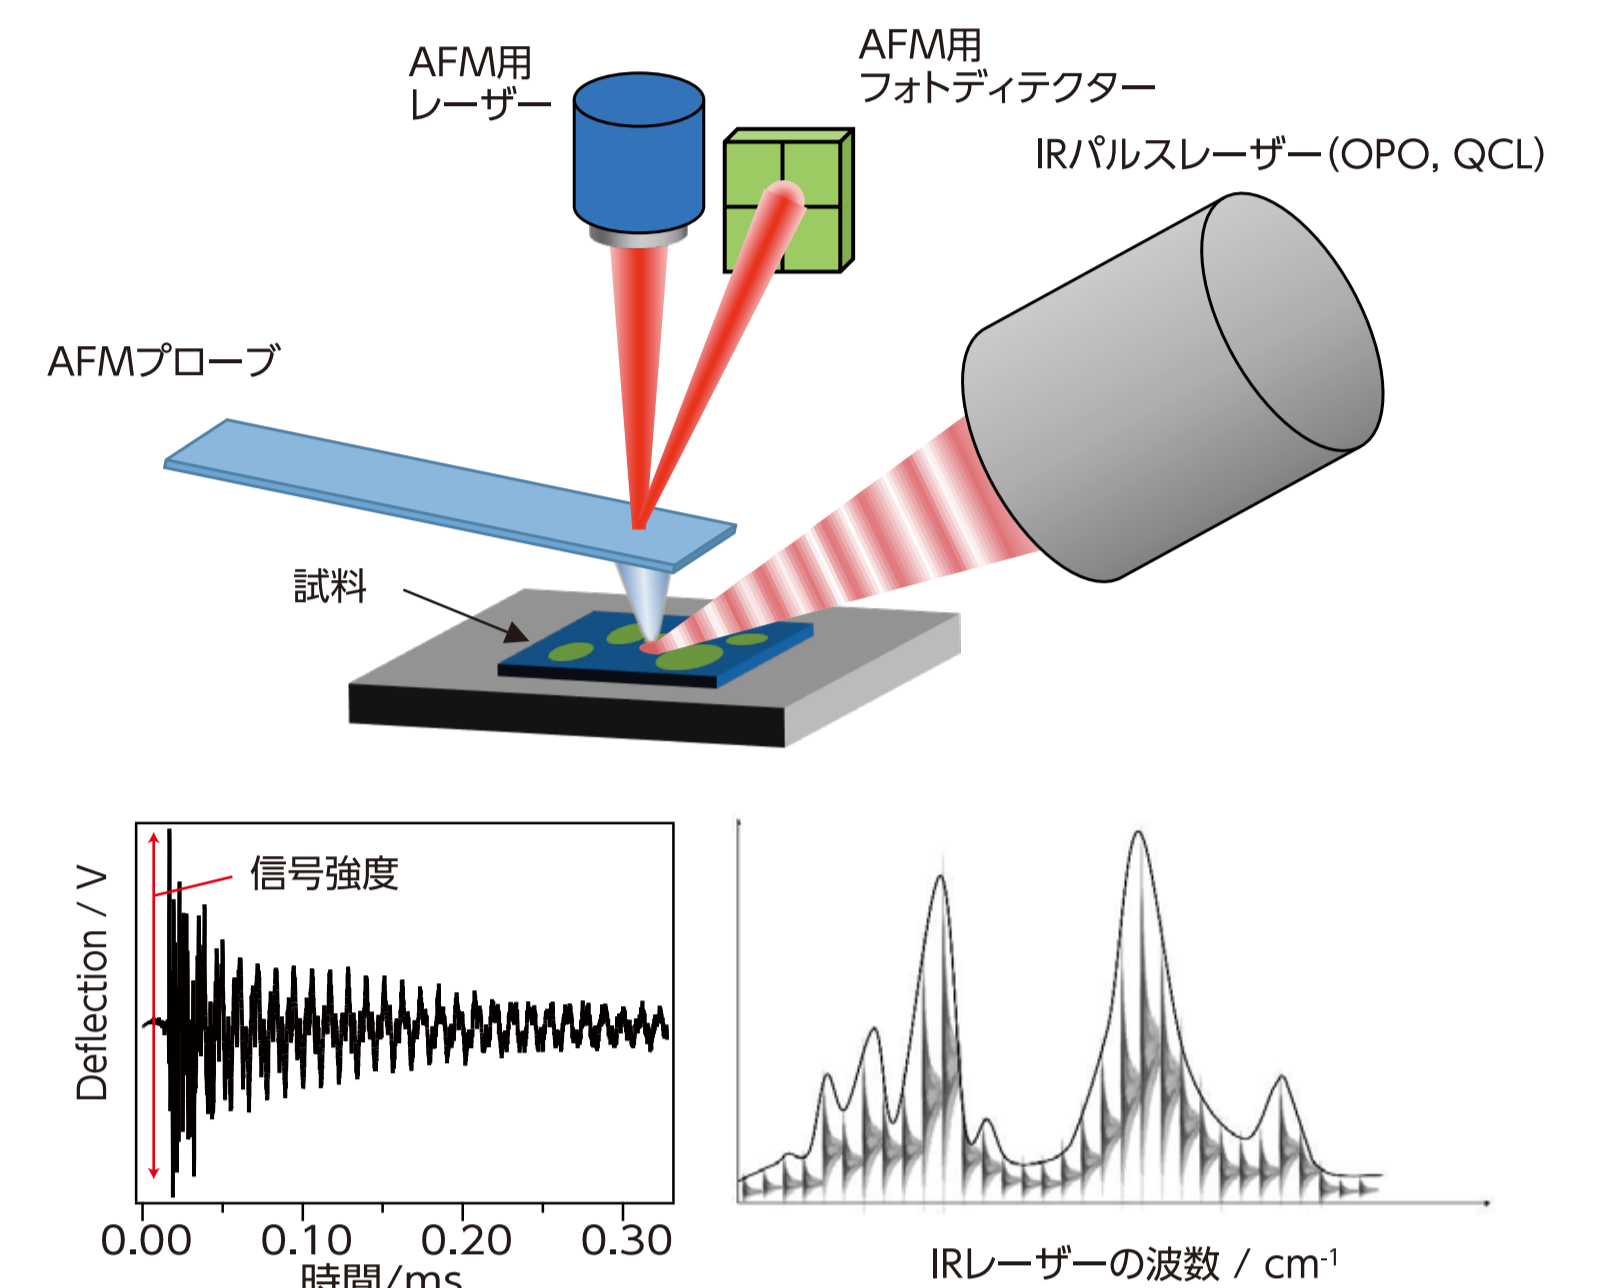 AFM用
レーザー
AFM用
フォトディテクター
IRパルスレーザー(OPO, QCL)
AFMプローブ
試料
信号強度
Deflection / V
0.00 0.10 0.20 0.30
時間/ms
IRレーザーの波数 / cm-1